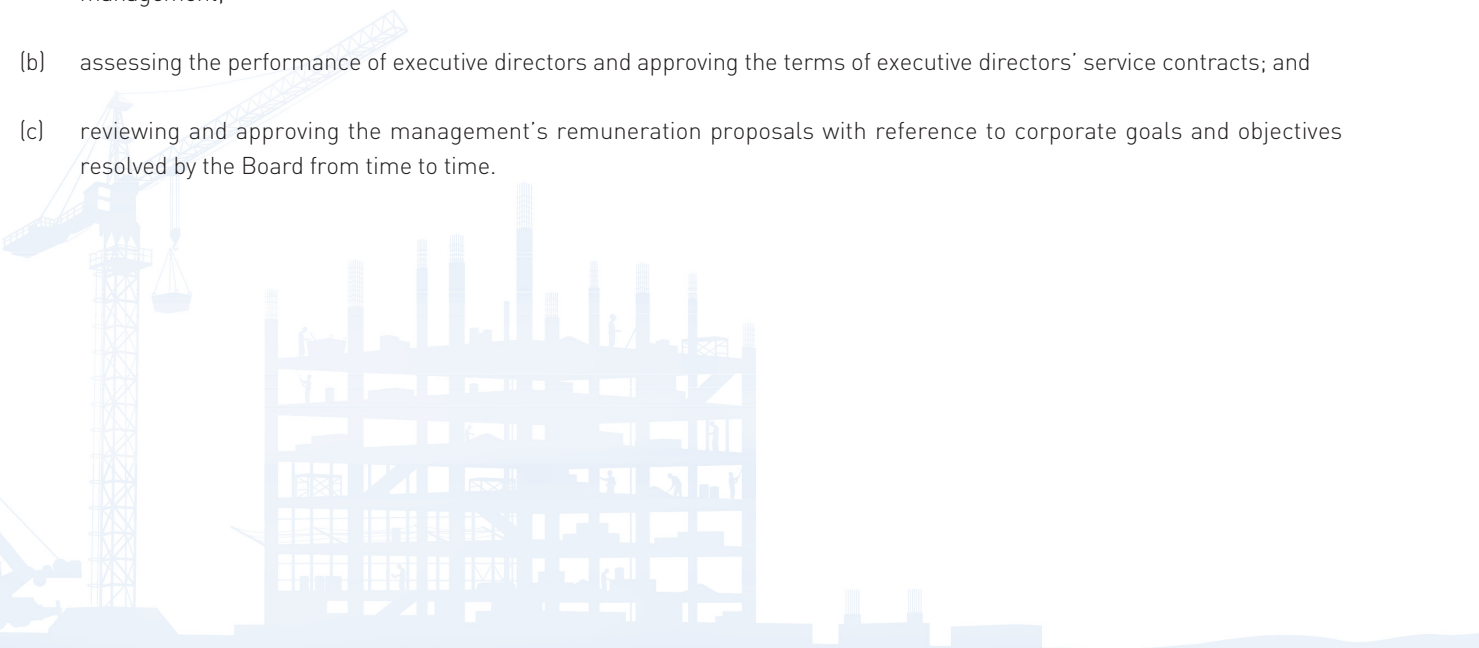 management;
(b) assessing the performance of executive directors and approving the terms of executive directors’ service contracts; and
(c) reviewing and approving the management’s remuneration proposals with reference to corporate goals and objectives
resolved by the Board from time to time.